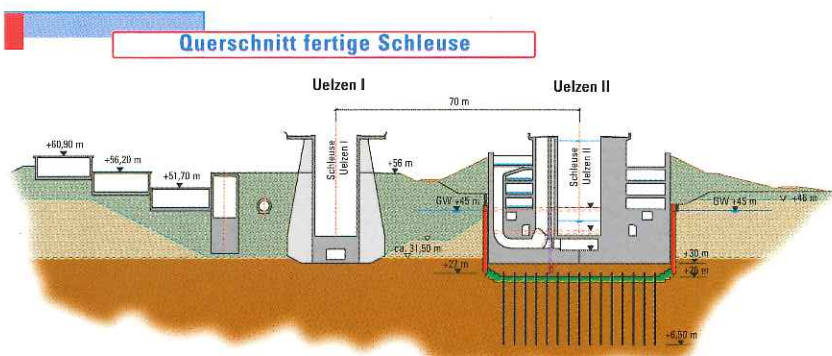 Querschnitt fertige Schleuse
Uelzen I
Uelzen II
70 m
+60,90 m
+56,20 m
+51,70 m
Schleuse
Uelzen I
+56 m
Schleuse
Uelzen II
GW +45 m
GW +45 m
+46 m
ca. 31,50 m
+27 m
+30 m
+6,50 m